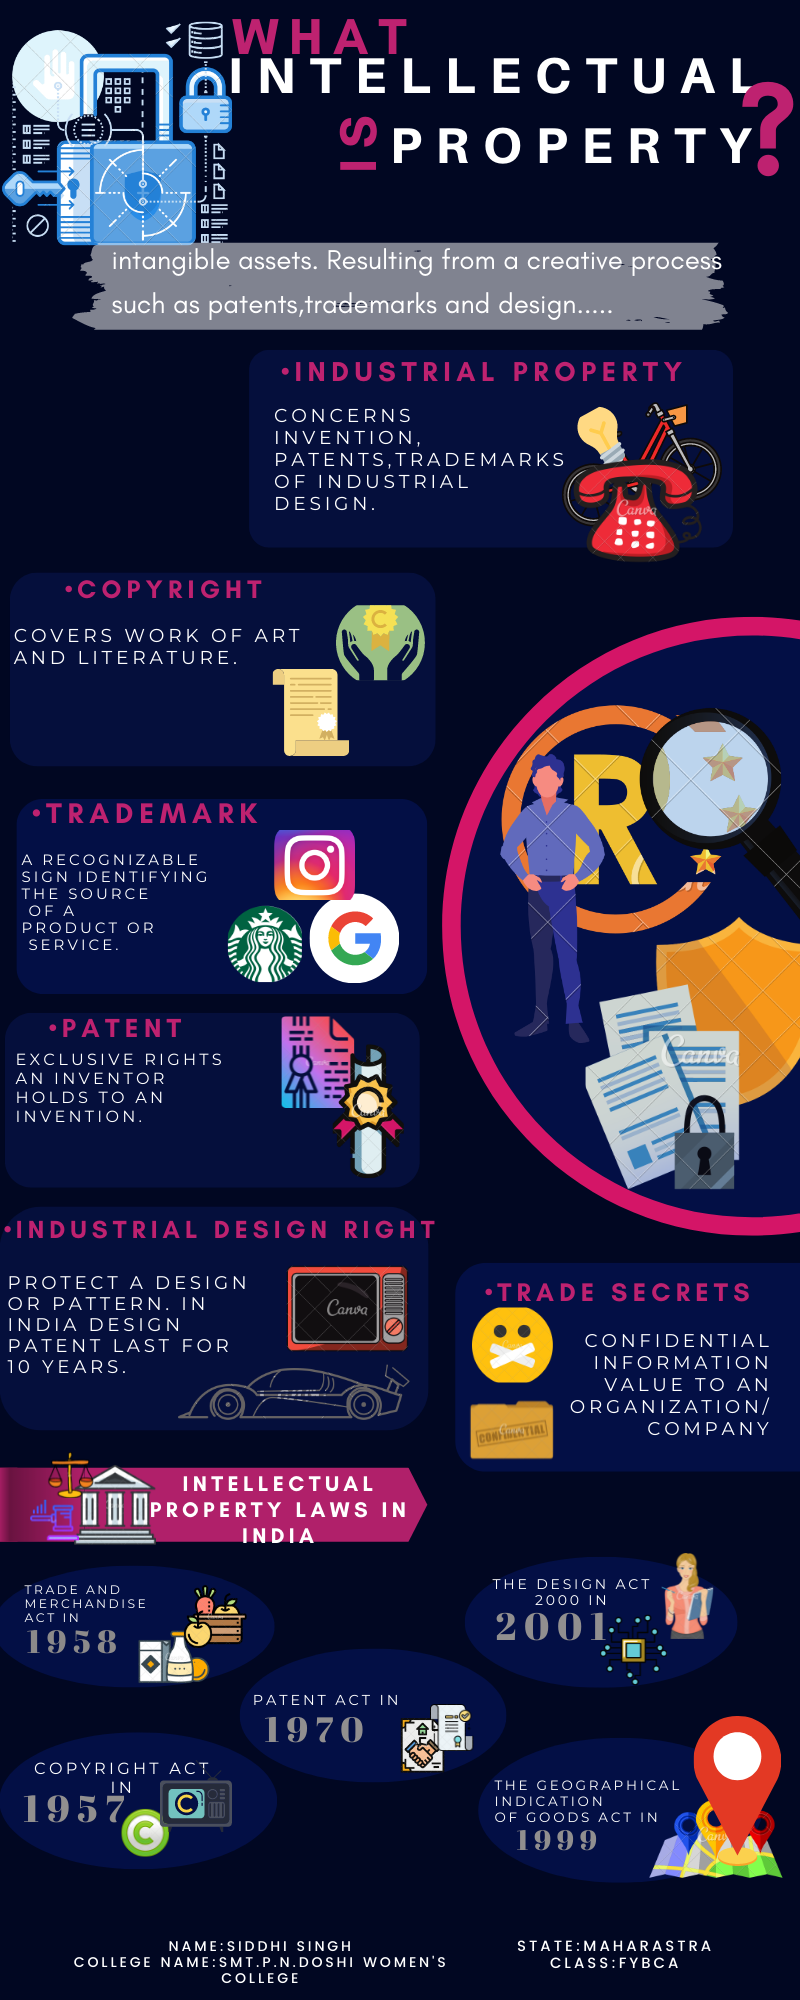 WHAT
INTELLECTUAL
IS PROPERTY?
intangible assets. Resulting from a creative process
such as patents,trademarks and design.....
•INDUSTRIAL PROPERTY
CONCERNS
INVENTION,
PATENTS,TRADEMARKS
OF INDUSTRIAL
DESIGN.
Canva
•COPYRIGHT
COVERS WORK OF ART
AND LITERATURE.
C
•TRADEMARK
A RECOGNIZABLE
SIGN IDENTIFYING
THE SOURCE
OF A
PRODUCT OR
SERVICE.
G
R
•PATENT
EXCLUSIVE RIGHTS
AN INVENTOR
HOLDS TO AN
INVENTION.
C
Canva
•INDUSTRIAL DESIGN RIGHT
PROTECT A DESIGN
OR PATTERN. IN
INDIA DESIGN
PATENT LAST FOR
10 YEARS.
Canva
•TRADE SECRETS
CONFIDENTIAL
INFORMATION
VALUE TO AN
ORGANIZATION/
COMPANY
CONFIDENTIAL
INTELLECTUAL
PROPERTY LAWS IN
INDIA
TRADE AND
MERCHANDISE
ACT IN
1958
THE DESIGN ACT
2000 IN
2001
PATENT ACT IN
1970
COPYRIGHT ACT
IN
1957
C
C
THE GEOGRAPHICAL
INDICATION
OF GOODS ACT IN
1999
NAME:SIDDHI SINGH
COLLEGE NAME:SMT.P.N.DOSHI WOMEN'S
COLLEGE
STATE:MAHARASTRA
CLASS:FYBCA